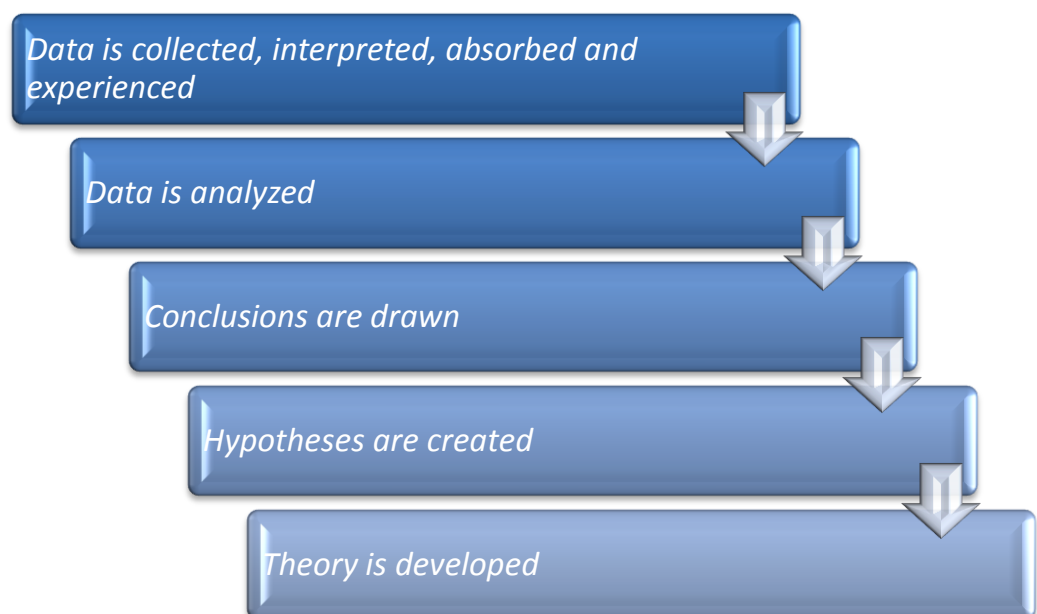 Data is collected, interpreted, absorbed and
experienced
Data is analyzed
Conclusions are drawn
Hypotheses are created
Theory is developed